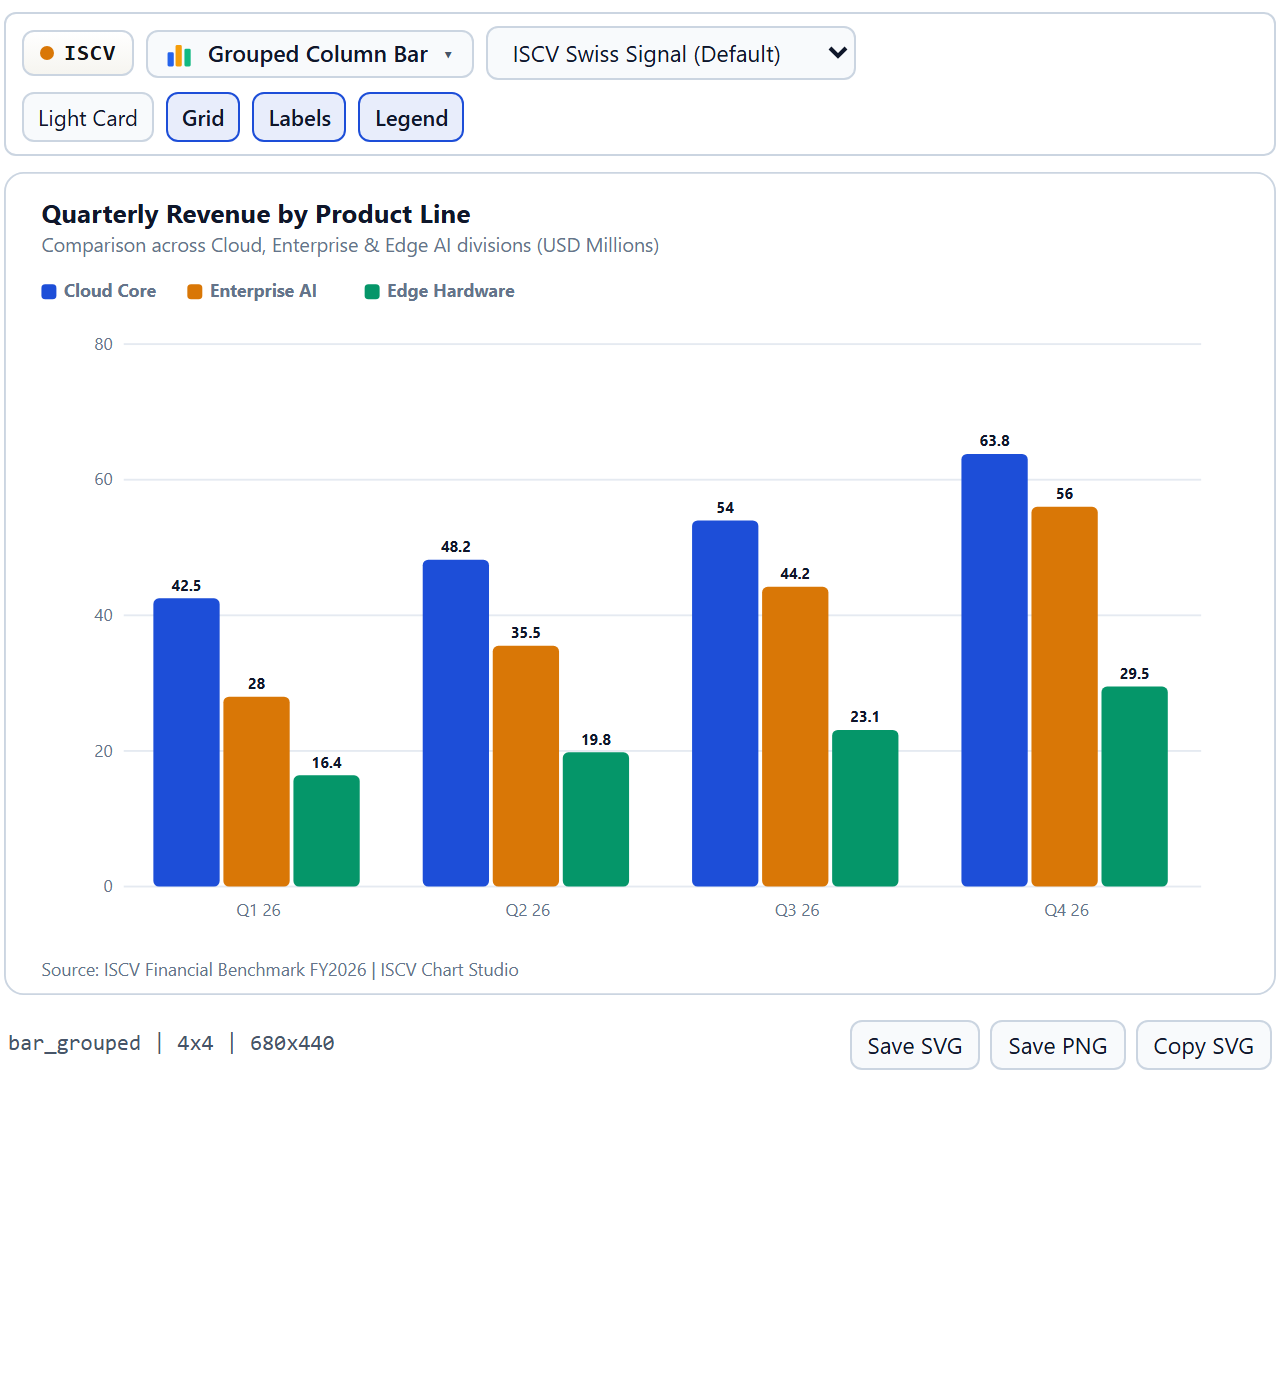 ISCV
Grouped Column Bar ▾
ISCV Swiss Signal (Default)
Light Card
Grid
Labels
Legend
Quarterly Revenue by Product Line
Comparison across Cloud, Enterprise & Edge AI divisions (USD Millions)
Cloud Core
Enterprise AI
Edge Hardware
80
60
40
20
0
42.5
28
16.4
48.2
35.5
19.8
54
44.2
23.1
63.8
56
29.5
Q1 26
Q2 26
Q3 26
Q4 26
Source: ISCV Financial Benchmark FY2026 | ISCV Chart Studio
bar_grouped | 4x4 | 680x440
Save SVG
Save PNG
Copy SVG